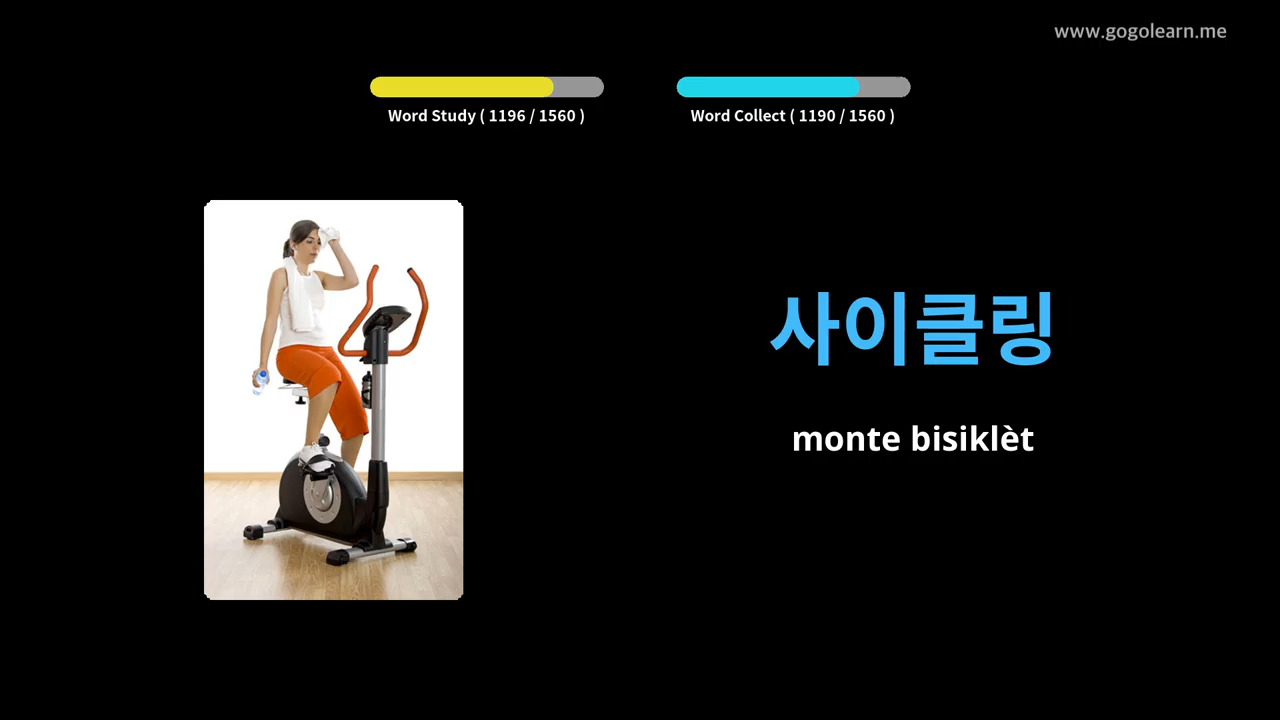 www.gogolearn.me
Word Study ( 1196 / 1560 )
Word Collect ( 1190 / 1560 )
사이클링
monte bisiklèt